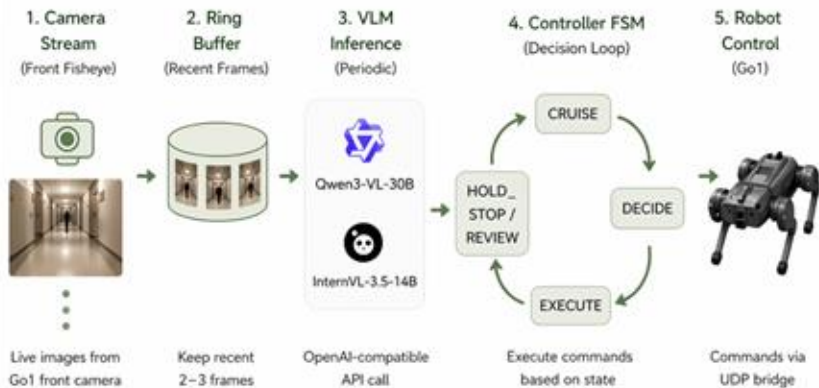 1. Camera
Stream
(Front Fisheye)
2. Ring
Buffer
(Recent Frames)
3. VLM
Inference
(Periodic)
4. Controller FSM
(Decision Loop)
5. Robot
Control
(Go1)
Qwen3-VL-30B
InternVL-3.5-14B
CRUISE
HOLD_
STOP /
REVIEW
DECIDE
EXECUTE
Live images from
Go1 front camera
Keep recent
2–3 frames
OpenAI-compatible
API call
Execute commands
based on state
Commands via
UDP bridge